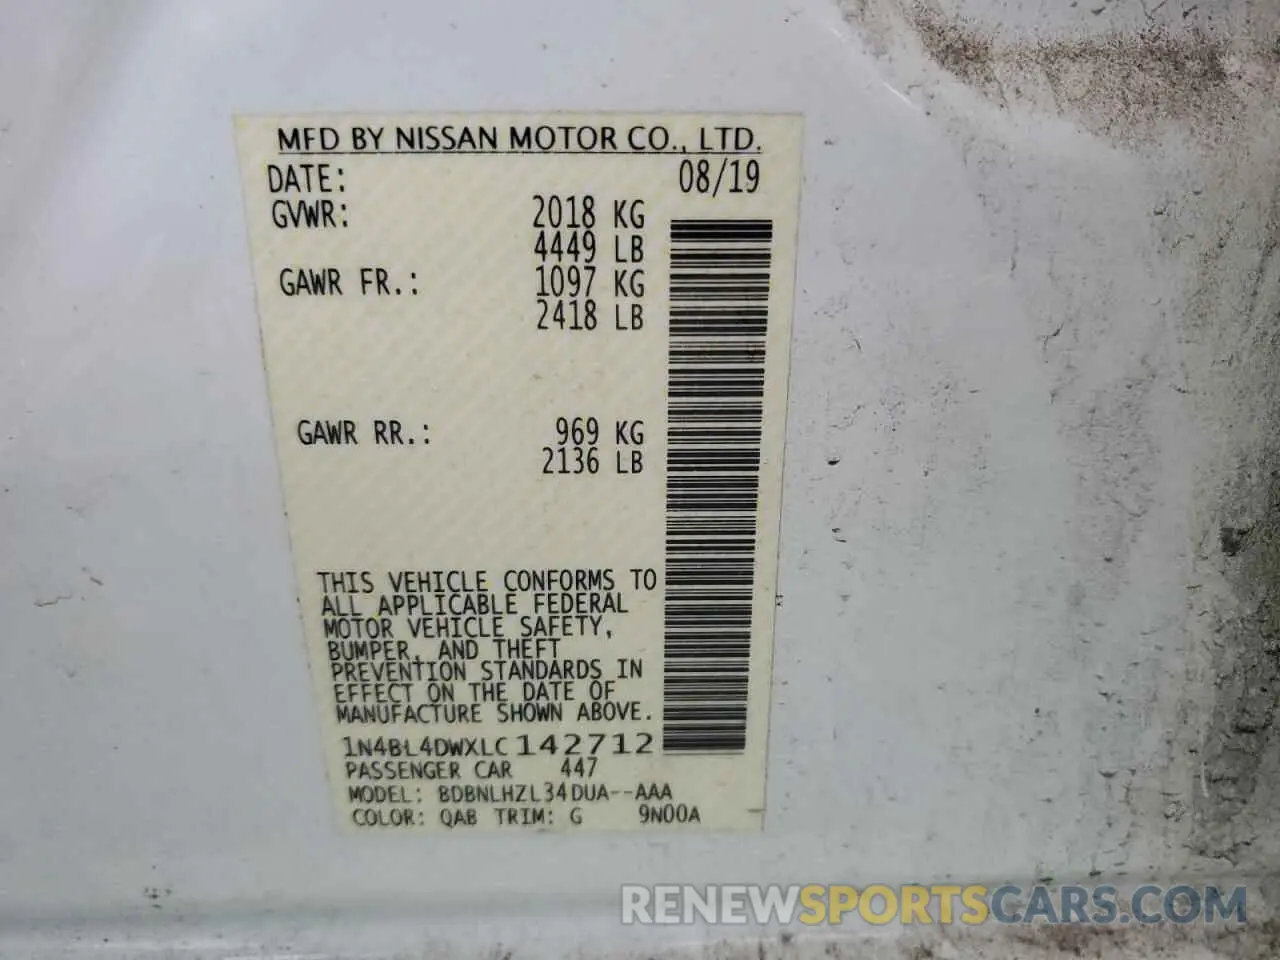 MFD BY NISSAN MOTOR CO., LTD.
DATE: 08/19
GVWR: 2018 KG
4449 LB
GAWR FR.: 1097 KG
2418 LB
GAWR RR.: 969 KG
2136 LB
THIS VEHICLE CONFORMS TO
ALL APPLICABLE FEDERAL
MOTOR VEHICLE SAFETY,
BUMPER, AND THEFT
PREVENTION STANDARDS IN
EFFECT ON THE DATE OF
MANUFACTURE SHOWN ABOVE.
1N4BL4DWXLC142712
PASSENGER CAR 447
MODEL: BDBNLHZL34DUA--AAA
COLOR: QAB TRIM: G 9N00A
RENEWSPORTSCARS.COM